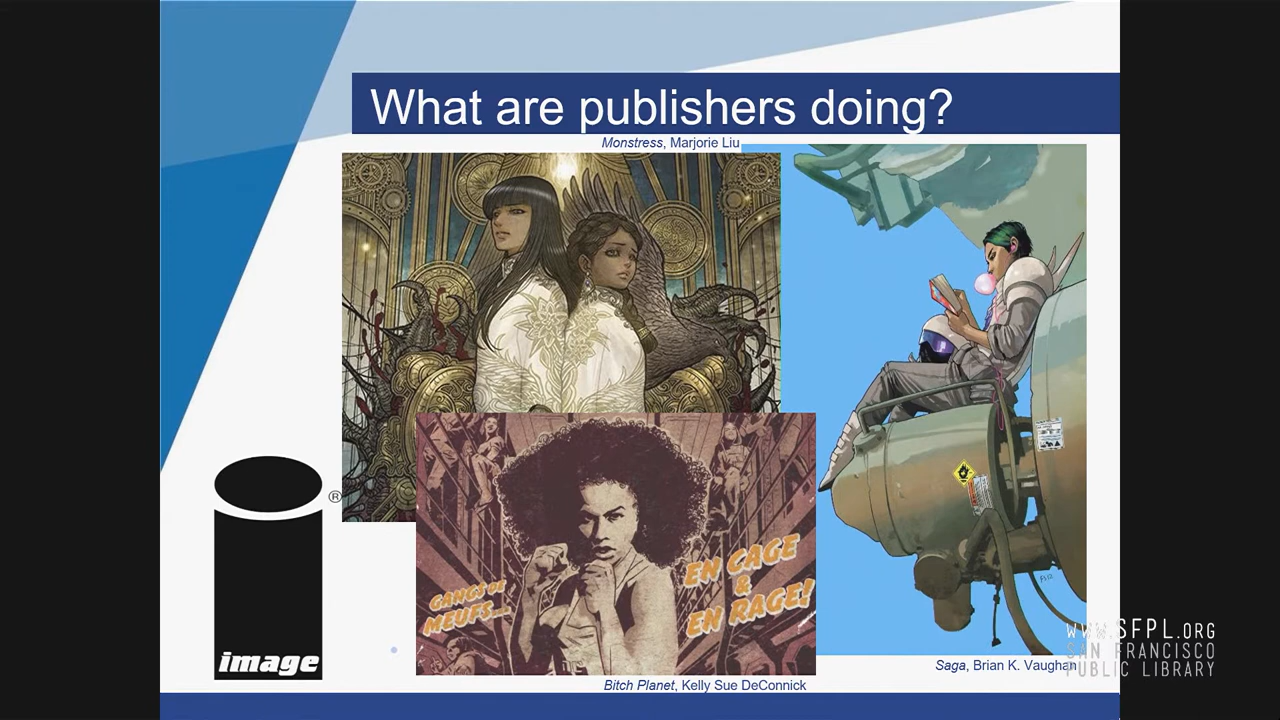 What are publishers doing?
Monstress, Marjorie Liu
GANGS DE
MEUFS...
EN CAGE
&
EN RAGE!
®
image
Saga, Brian K. Vaughan
Bitch Planet, Kelly Sue DeConnick
WWW.SFPL.ORG
SAN FRANCISCO
PUBLIC LIBRARY